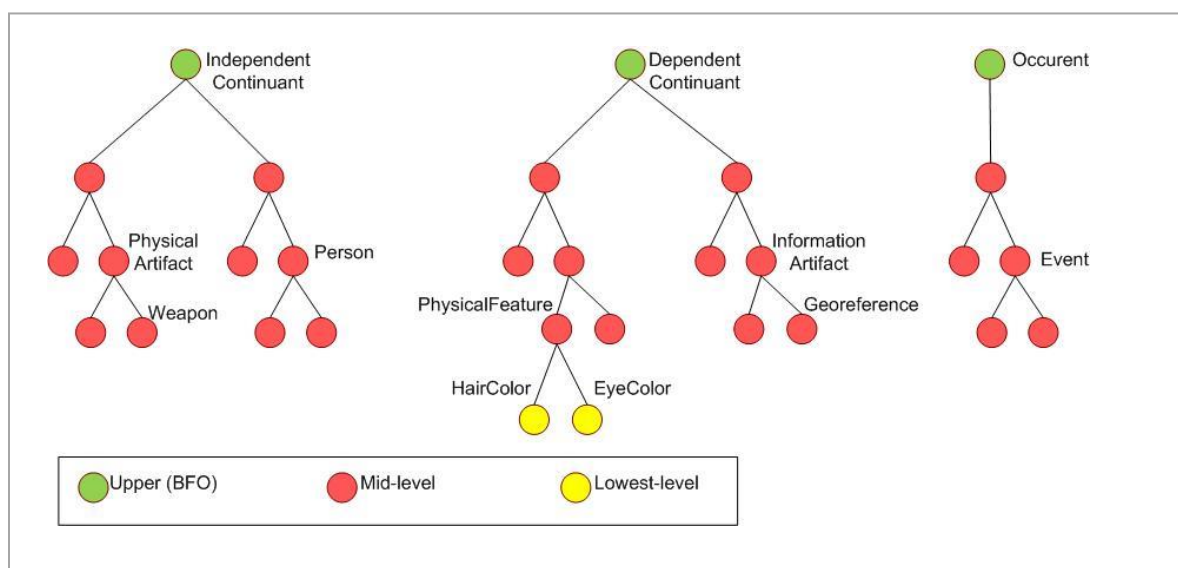 Independent
Continuant
Dependent
Continuant
Occurent
Physical
Artifact
Person
Information
Artifact
Event
Weapon
PhysicalFeature
Georeference
HairColor
EyeColor
Upper (BFO)
Mid-level
Lowest-level